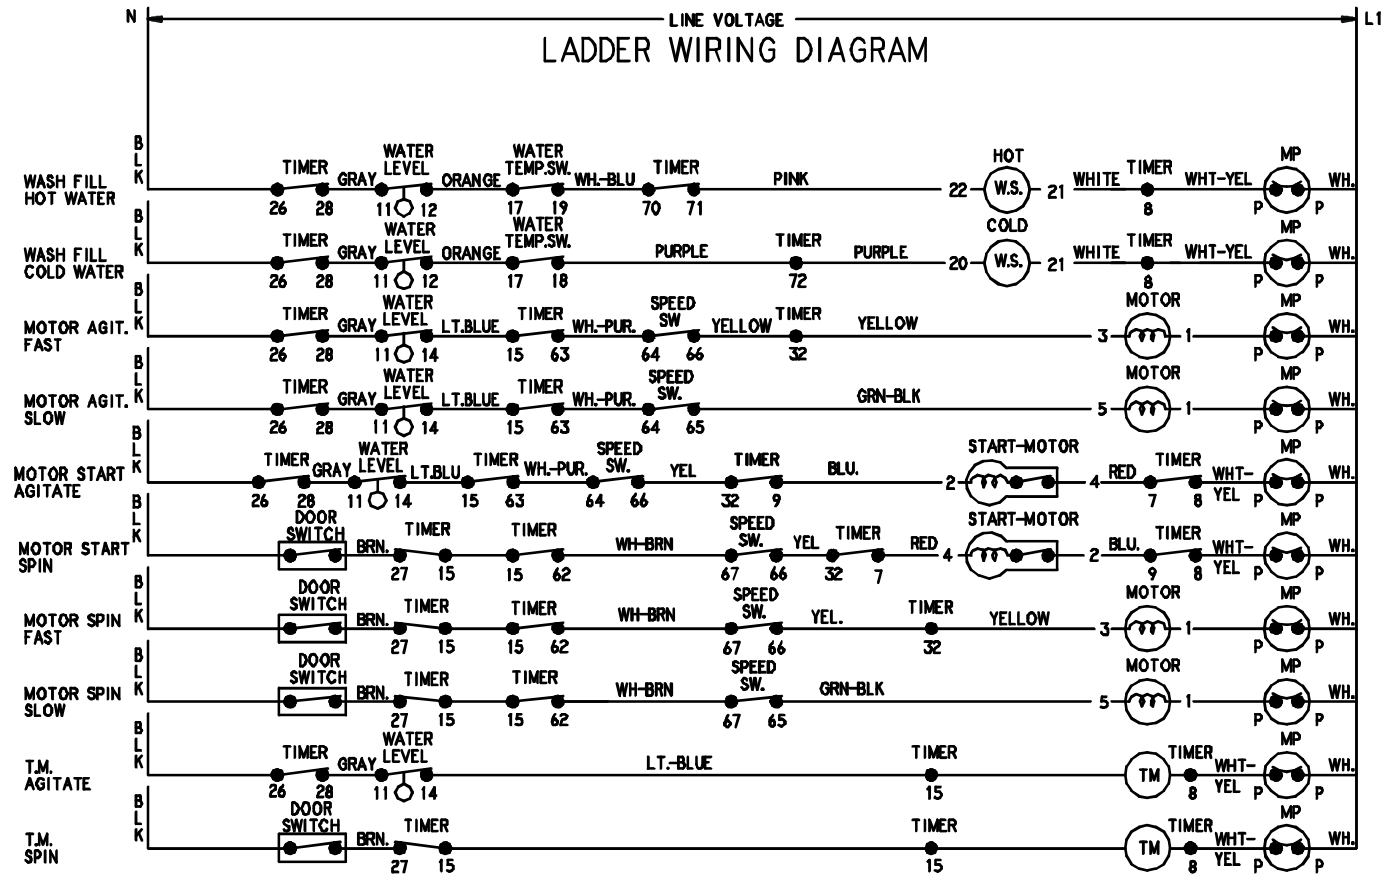 N LINE VOLTAGE L1
LADDER WIRING DIAGRAM
WASH FILL
HOT WATER
BLK TIMER GRAY WATER LEVEL ORANGE WATER TEMP.SW. WH.-BLU TIMER PINK HOT W.S. WHITE TIMER WHT-YEL MP WH.
26 28 11 12 17 19 70 71 22 21 8 P P
WASH FILL
COLD WATER
BLK TIMER GRAY WATER LEVEL ORANGE WATER TEMP.SW. PURPLE TIMER PURPLE COLD W.S. WHITE TIMER WHT-YEL MP WH.
26 28 11 12 17 18 72 20 21 8 P P
MOTOR AGIT.
FAST
BLK TIMER GRAY WATER LEVEL LT.BLUE TIMER WH.-PUR. SPEED SW YELLOW TIMER YELLOW MOTOR MP WH.
26 28 11 14 15 63 64 66 32 3 1 P P
MOTOR AGIT.
SLOW
BLK TIMER GRAY WATER LEVEL LT.BLUE TIMER WH.-PUR. SPEED SW. GRN-BLK MOTOR MP WH.
26 28 11 14 15 63 64 65 5 1 P P
MOTOR START
AGITATE
BLK TIMER GRAY WATER LEVEL LT.BLU TIMER WH.-PUR. SPEED SW. YEL TIMER BLU. START-MOTOR RED TIMER WHT-YEL MP WH.
26 28 11 14 15 63 64 66 32 9 2 4 7 8 P P
MOTOR START
SPIN
BLK DOOR SWITCH BRN. TIMER TIMER WH-BRN SPEED SW. YEL TIMER RED START-MOTOR BLU. TIMER WHT-YEL MP WH.
27 15 15 62 67 66 32 7 4 2 9 8 P P
MOTOR SPIN
FAST
BLK DOOR SWITCH BRN. TIMER TIMER WH-BRN SPEED SW. YEL. TIMER YELLOW MOTOR MP WH.
27 15 15 62 67 66 32 3 1 P P
MOTOR SPIN
SLOW
BLK DOOR SWITCH BRN. TIMER TIMER WH-BRN SPEED SW. GRN-BLK MOTOR MP WH.
27 15 15 62 67 65 5 1 P P
T.M.
AGITATE
BLK TIMER GRAY WATER LEVEL LT.-BLUE TIMER TM TIMER WHT-YEL MP WH.
26 28 11 14 15 8 P P
T.M.
SPIN
BLK DOOR SWITCH BRN. TIMER TIMER TM TIMER WHT-YEL MP WH.
27 15 15 8 P P